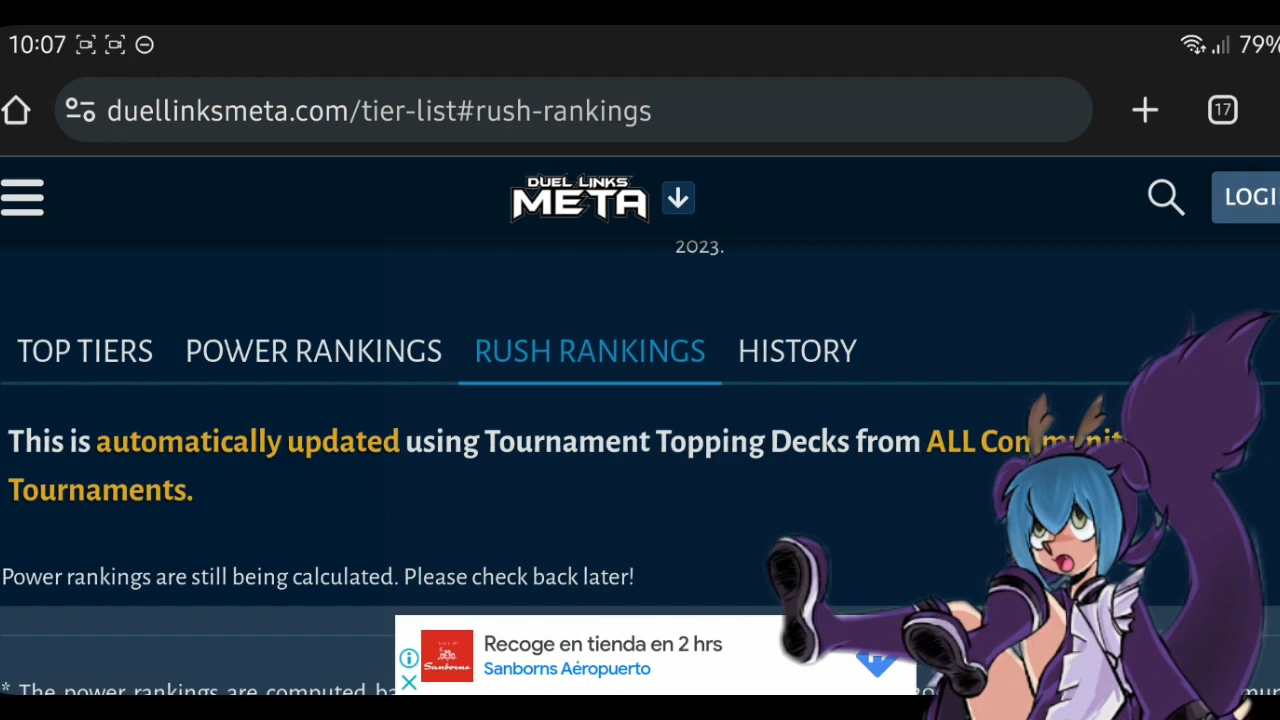 10:07
79%
duellinksmeta.com/tier-list#rush-rankings
17
DUEL LINKS
META
LOGI
2023.
TOP TIERS POWER RANKINGS RUSH RANKINGS HISTORY
This is automatically updated using Tournament Topping Decks from ALL
Tournaments.
Power rankings are still being calculated. Please check back later!
Recoge en tienda en 2 hrs
Sanborns
Sanborns Aéropuerto
* The power rankings are computed